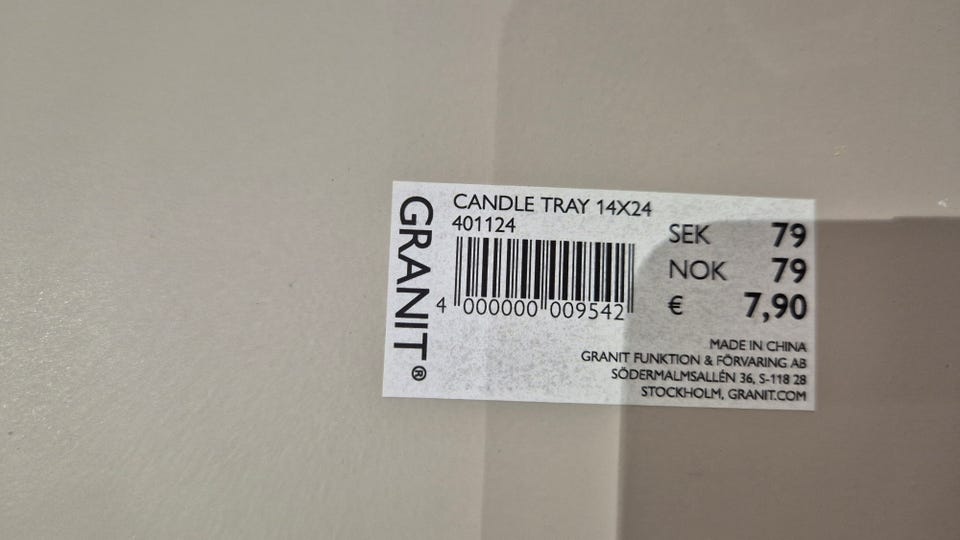 GRANIT®
CANDLE TRAY 14X24
401124
4 000000 009542
SEK 79
NOK 79
€ 7,90
MADE IN CHINA
GRANIT FUNKTION & FÖRVARING AB
SÖDERMALMSALLÉN 36, S-118 28
STOCKHOLM, GRANIT.COM